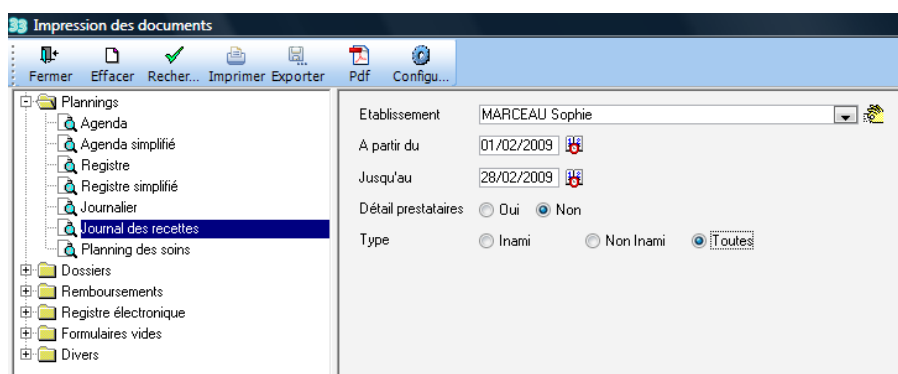 Impression des documents
Fermer Effacer Recher... Imprimer Exporter Pdf Configu...
Plannings
Agenda
Agenda simplifié
Registre
Registre simplifié
Journalier
Journal des recettes
Planning des soins
Dossiers
Remboursements
Registre électronique
Formulaires vides
Divers
Etablissement MARCEAU Sophie
A partir du 01/02/2009
Jusqu'au 28/02/2009
Détail prestataires Oui Non
Type Inami Non Inami Toutes